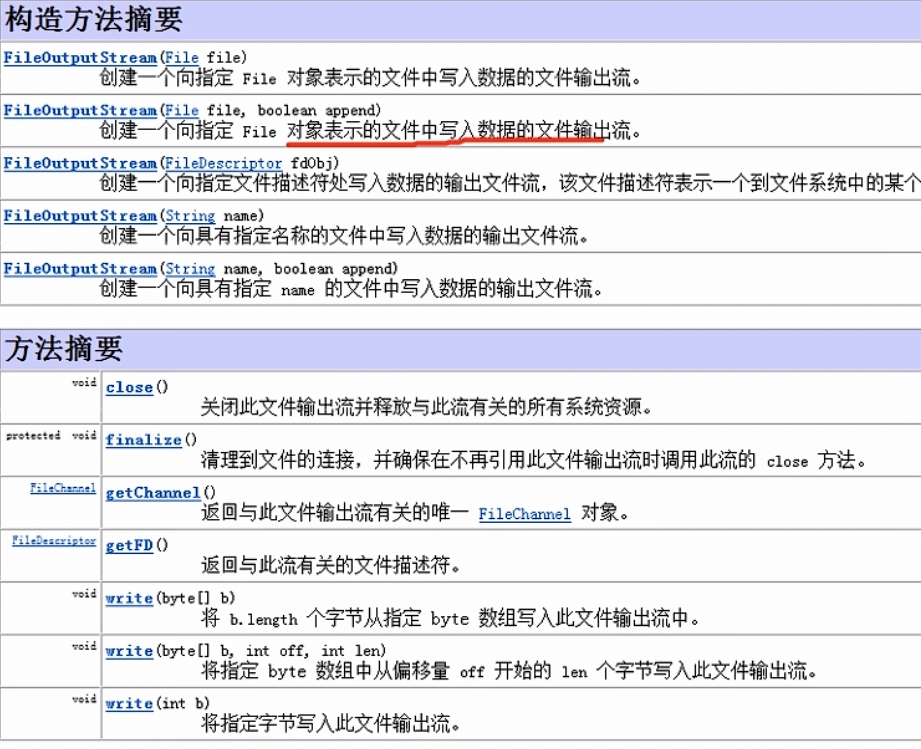 构造方法摘要
FileOutputStream(File file)
创建一个向指定 File 对象表示的文件中写入数据的文件输出流。
FileOutputStream(File file, boolean append)
创建一个向指定 File 对象表示的文件中写入数据的文件输出流。
FileOutputStream(FileDescriptor fdObj)
创建一个向指定文件描述符处写入数据的输出文件流，该文件描述符表示一个到文件系统中的某个
FileOutputStream(String name)
创建一个向具有指定名称的文件中写入数据的输出文件流。
FileOutputStream(String name, boolean append)
创建一个向具有指定 name 的文件中写入数据的输出文件流。
方法摘要
void close()
关闭此文件输出流并释放与此流有关的所有系统资源。
protected void finalize()
清理到文件的连接，并确保在不再引用此文件输出流时调用此流的 close 方法。
FileChannel getChannel()
返回与此文件输出流有关的唯一 FileChannel 对象。
FileDescriptor getFD()
返回与此流有关的文件描述符。
void write(byte[] b)
将 b.length 个字节从指定 byte 数组写入此文件输出流中。
void write(byte[] b, int off, int len)
将指定 byte 数组中从偏移量 off 开始的 len 个字节写入此文件输出流。
void write(int b)
将指定字节写入此文件输出流。